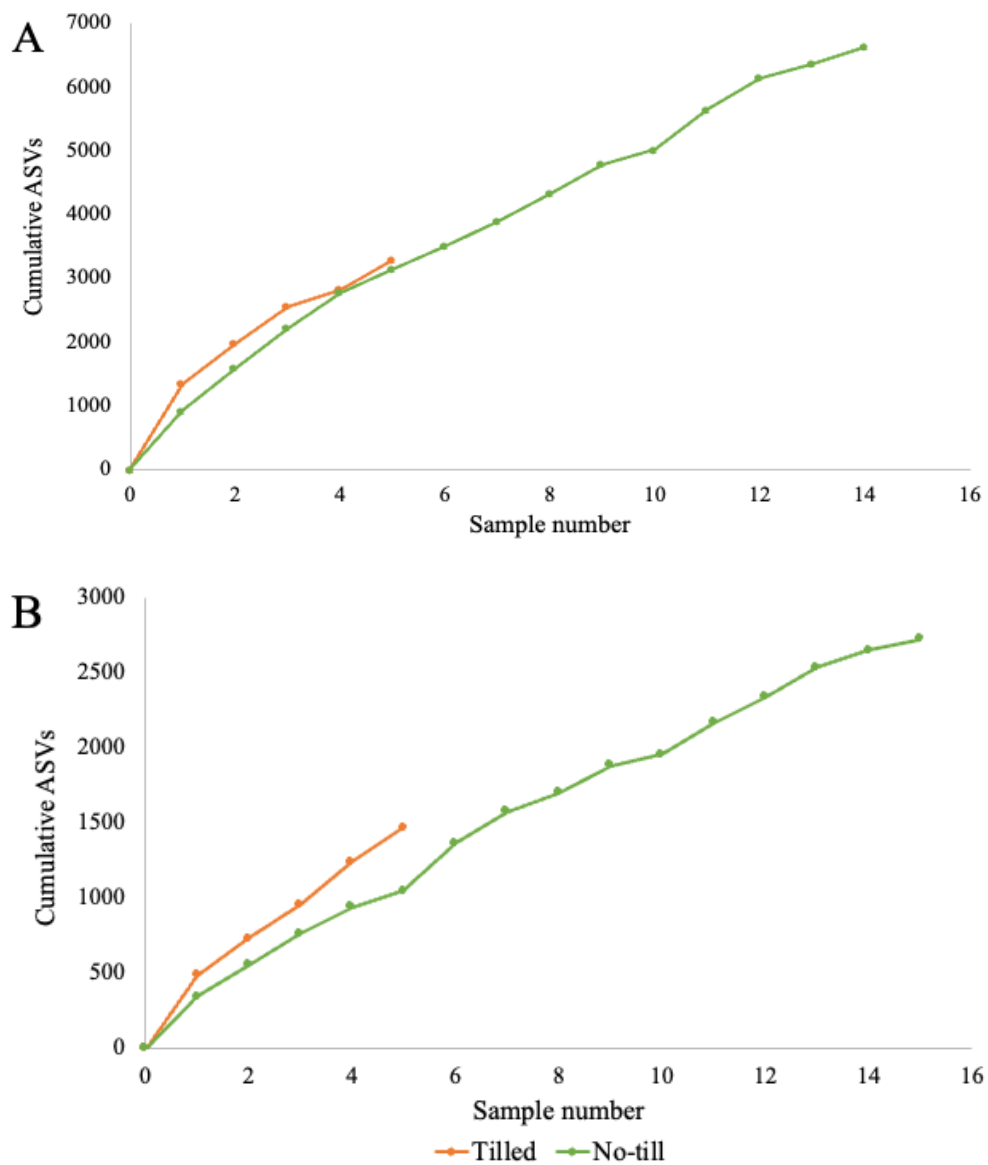 A
7000
6000
5000
4000
3000
2000
1000
0
Cumulative ASVs
0 2 4 6 8 10 12 14 16
Sample number
B
3000
2500
2000
1500
1000
500
0
Cumulative ASVs
0 2 4 6 8 10 12 14 16
Sample number
Tilled No-till